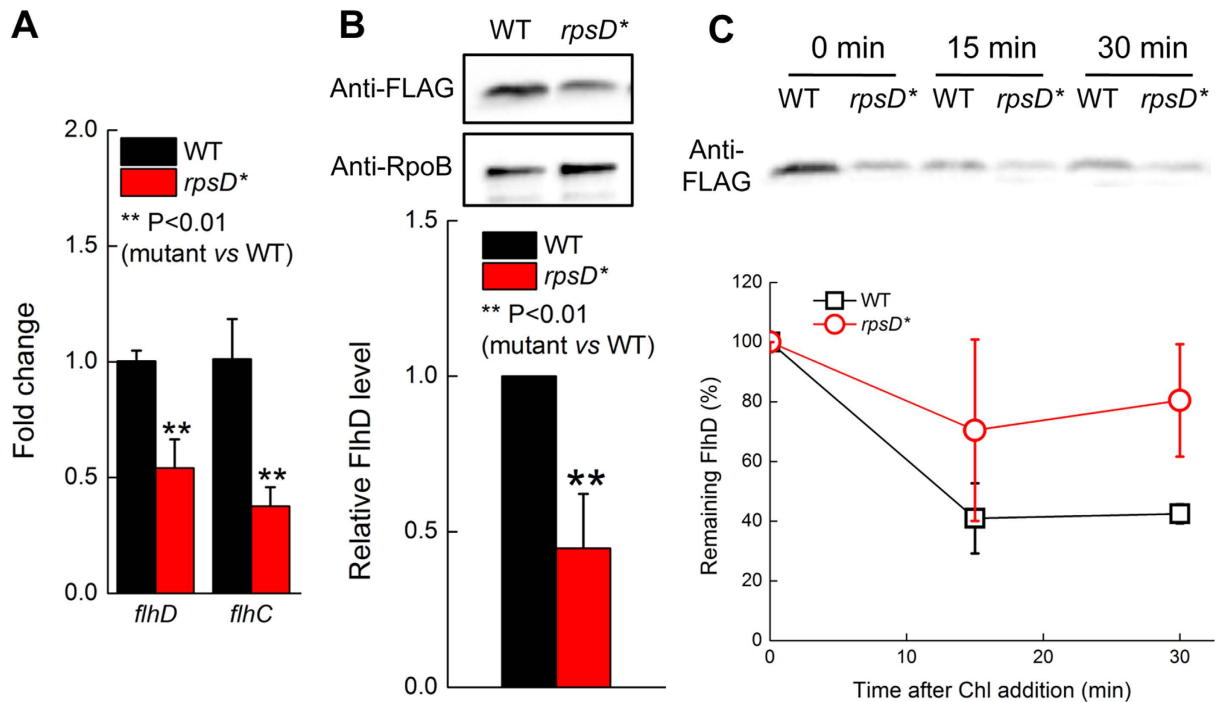 A
2.0
1.5
1.0
0.5
0.0
Fold change
WT
rpsD*
** P<0.01
(mutant vs WT)
**
**
flhD
flhC
B
WT rpsD*
Anti-FLAG
Anti-RpoB
1.5
1.0
0.5
0.0
Relative FlhD level
WT
rpsD*
** P<0.01
(mutant vs WT)
**
C
0 min 15 min 30 min
WT rpsD* WT rpsD* WT rpsD*
Anti-
FLAG
120
100
80
60
40
20
0
Remaining FlhD (%)
WT
rpsD*
0 10 20 30
Time after Chl addition (min)